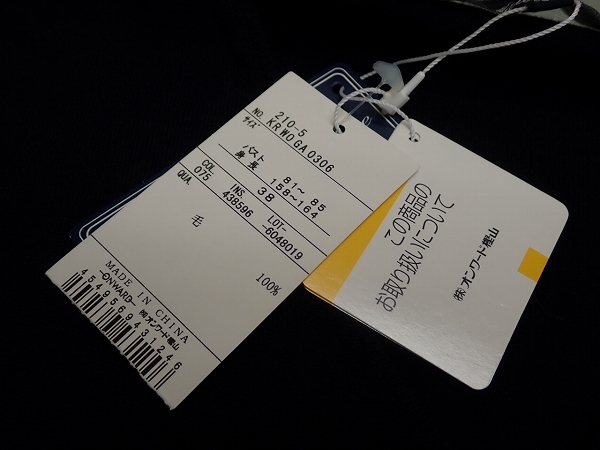 210-5
NO. KRWOGA0306
サイズ
バスト 81~ 85
身長 158~164
38
COL. INS. LOT-
075 438596 -6048019
QUA.
毛 100%
MADE IN CHINA
-ONWARD- ㈱オンワード樫山
4549569431246
この商品の
お取り扱いについて
㈱オンワード樫山